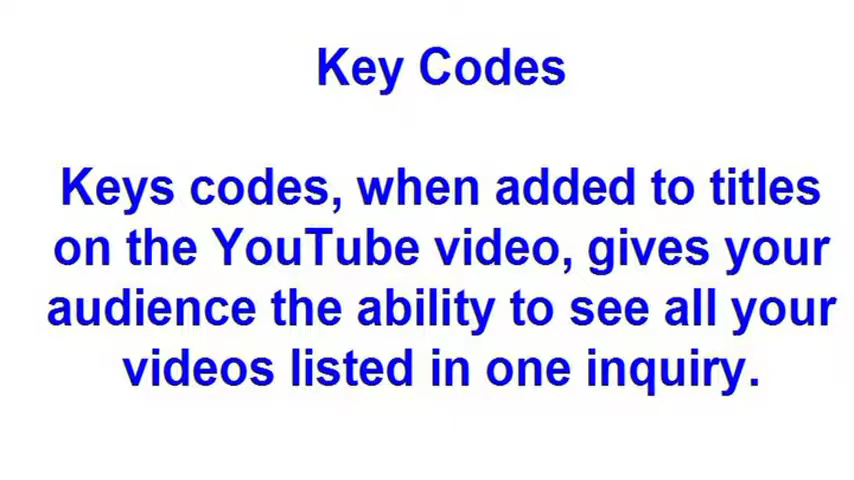 Key Codes
Keys codes, when added to titles
on the YouTube video, gives your
audience the ability to see all your
videos listed in one inquiry.